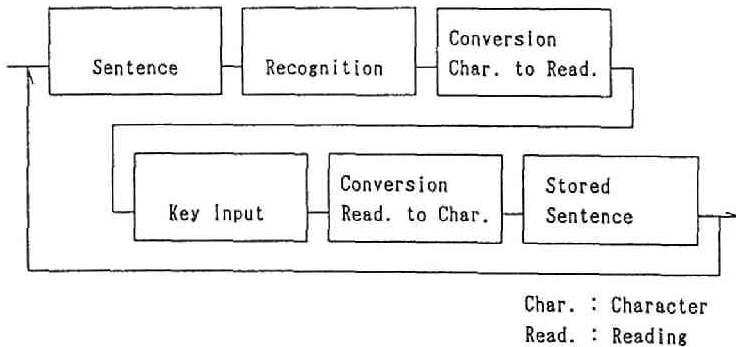 Sentence
Recognition
Conversion
Char. to Read.
Key Input
Conversion
Read. to Char.
Stored
Sentence
Char. : Character
Read. : Reading